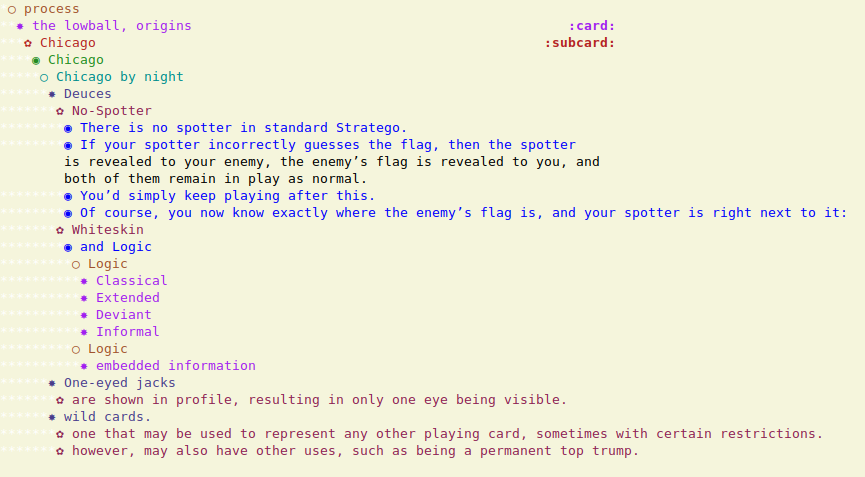 ○ process
✸ the lowball, origins :card:
✿ Chicago :subcard:
◉ Chicago
○ Chicago by night
✸ Deuces
✿ No-Spotter
◉ There is no spotter in standard Stratego.
◉ If your spotter incorrectly guesses the flag, then the spotter
is revealed to your enemy, the enemy’s flag is revealed to you, and
both of them remain in play as normal.
◉ You’d simply keep playing after this.
◉ Of course, you now know exactly where the enemy’s flag is, and your spotter is right next to it:
✿ Whiteskin
◉ and Logic
○ Logic
✸ Classical
✸ Extended
✸ Deviant
✸ Informal
○ Logic
✸ embedded information
✸ One-eyed jacks
✿ are shown in profile, resulting in only one eye being visible.
✸ wild cards.
✿ one that may be used to represent any other playing card, sometimes with certain restrictions.
✿ however, may also have other uses, such as being a permanent top trump.